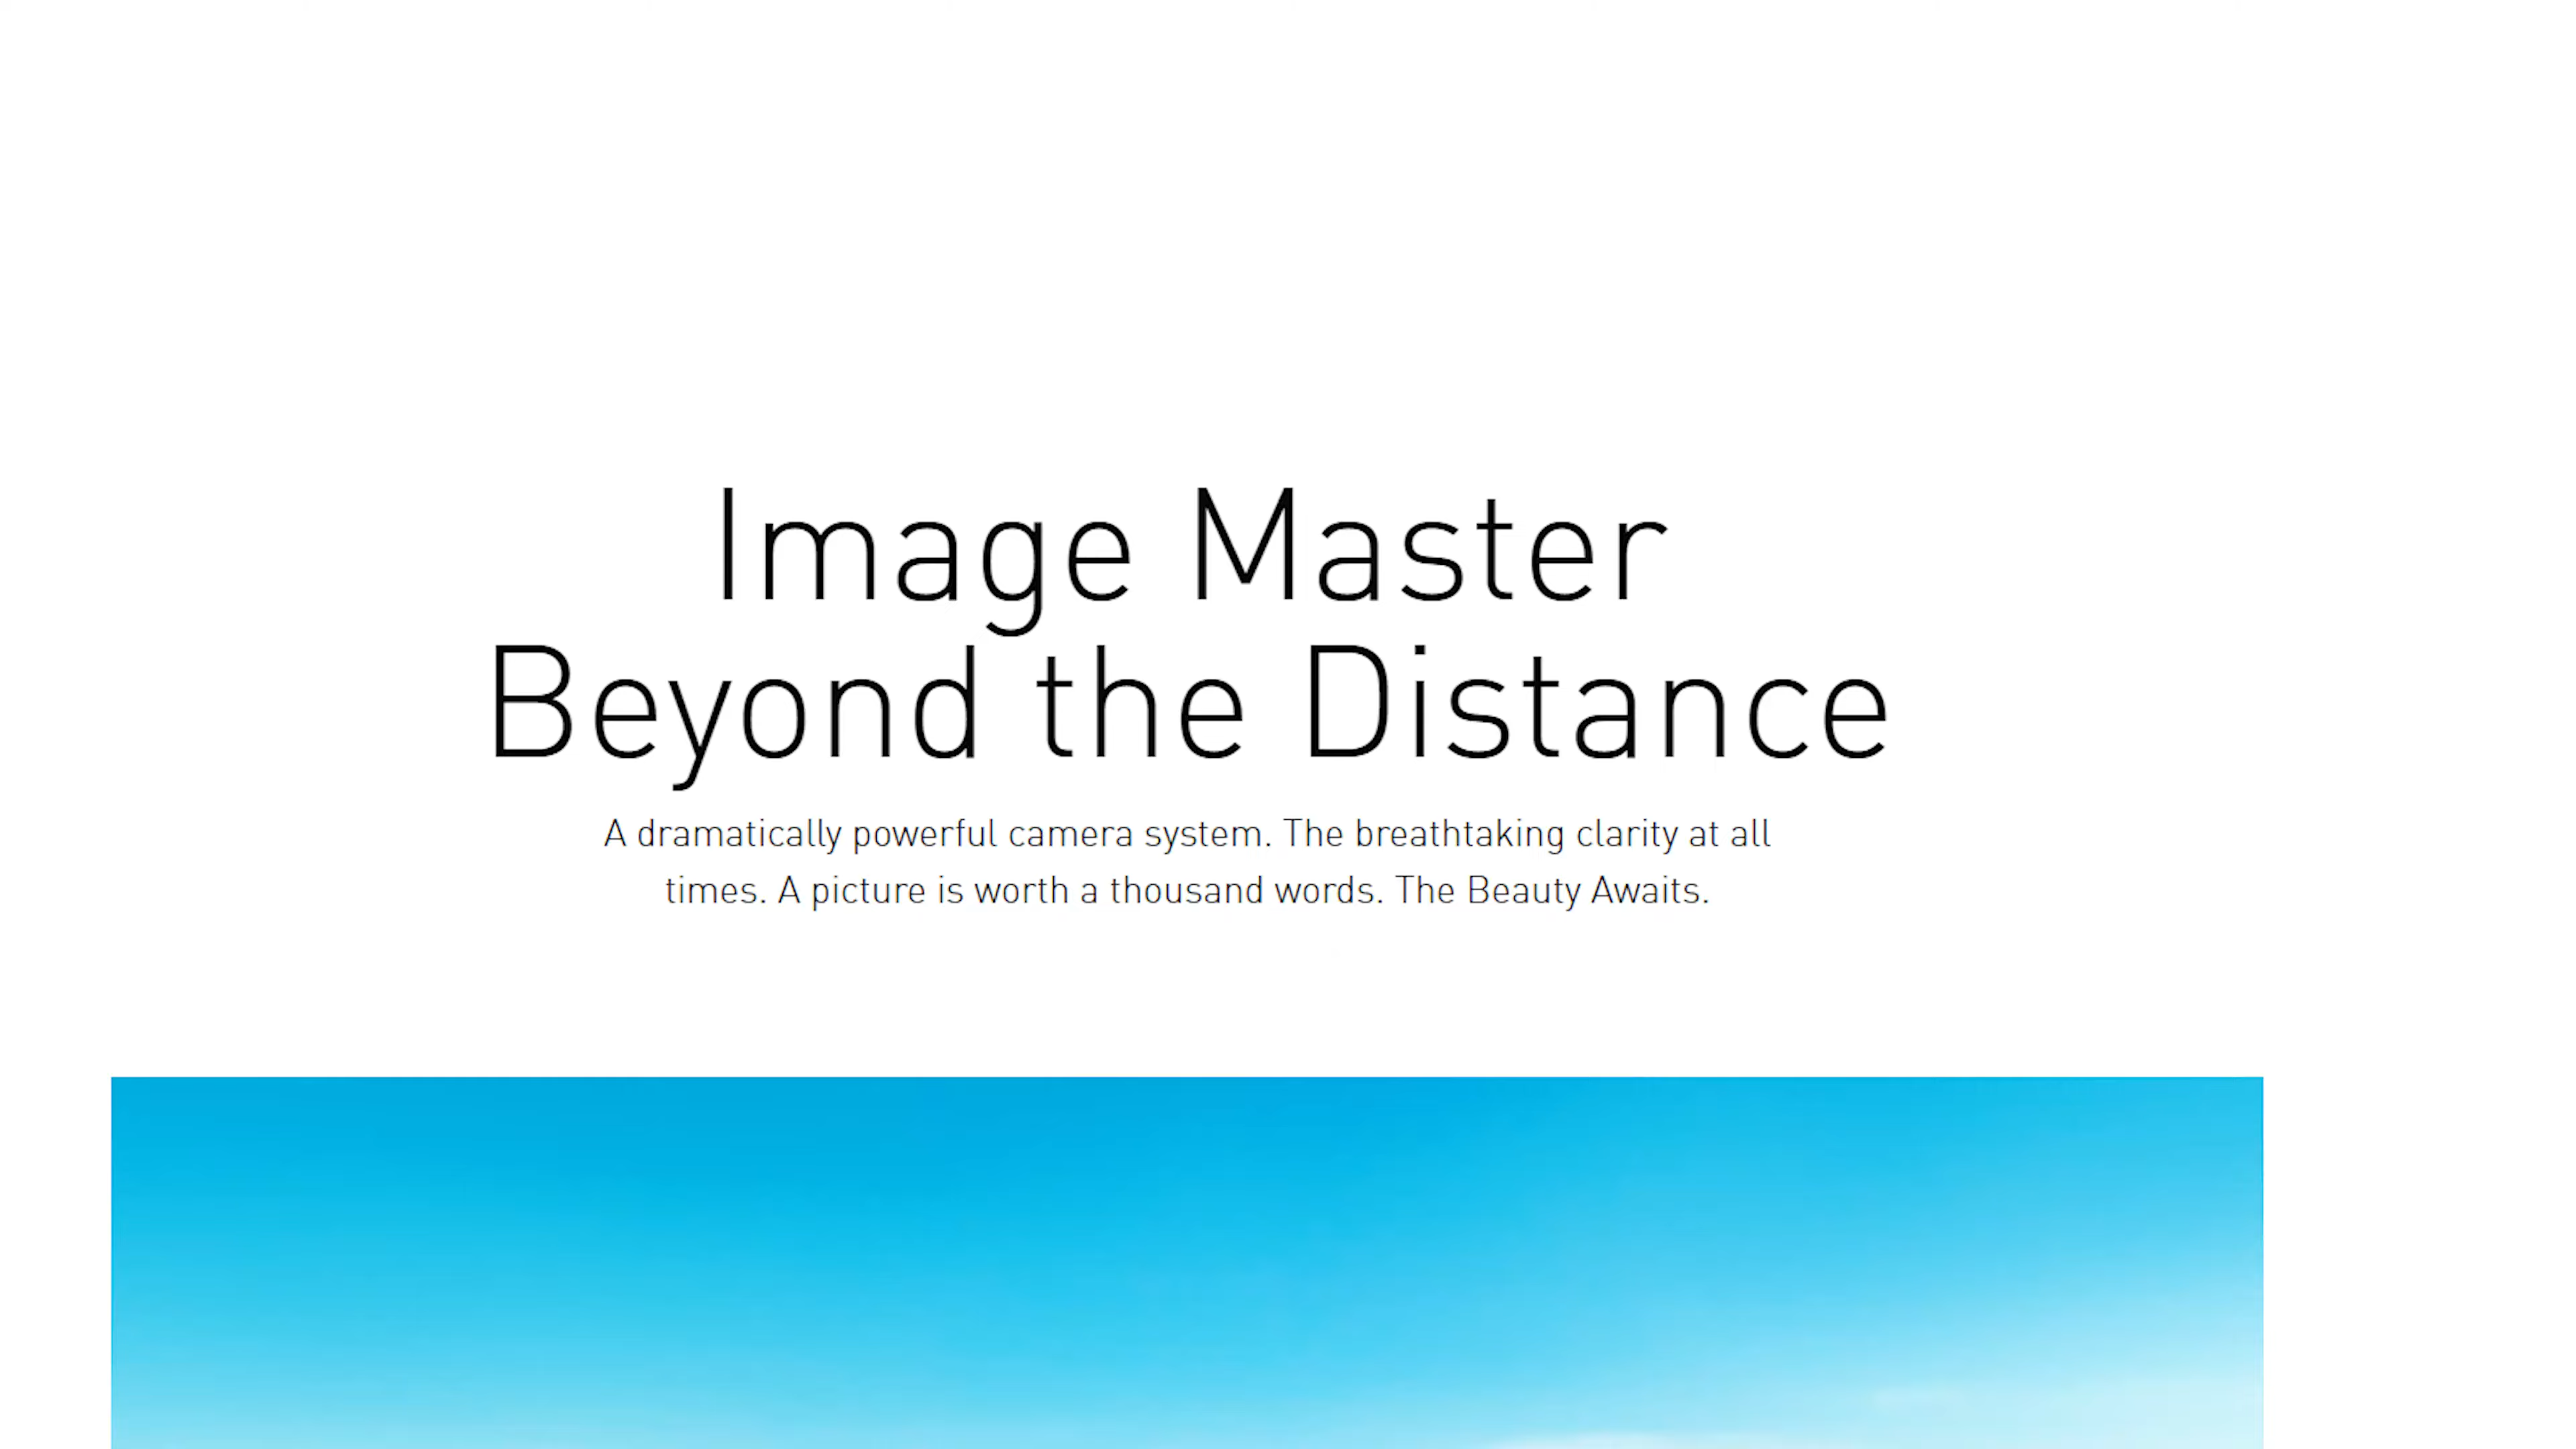 Image Master
Beyond the Distance
A dramatically powerful camera system. The breathtaking clarity at all
times. A picture is worth a thousand words. The Beauty Awaits.